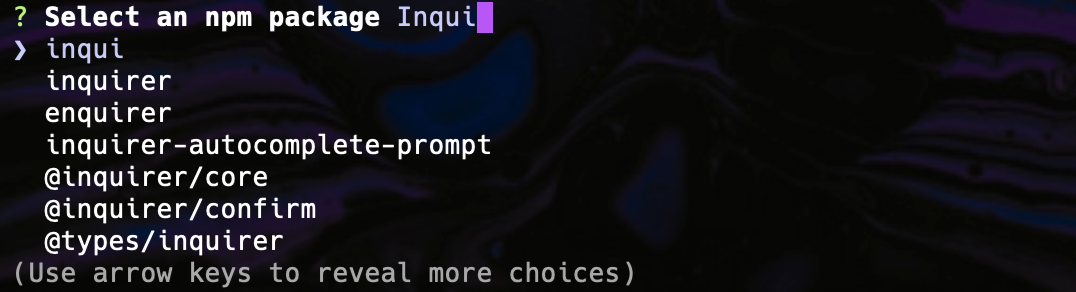 ? Select an npm package Inqui
❯ inqui
inquirer
enquirer
inquirer-autocomplete-prompt
@inquirer/core
@inquirer/confirm
@types/inquirer
(Use arrow keys to reveal more choices)